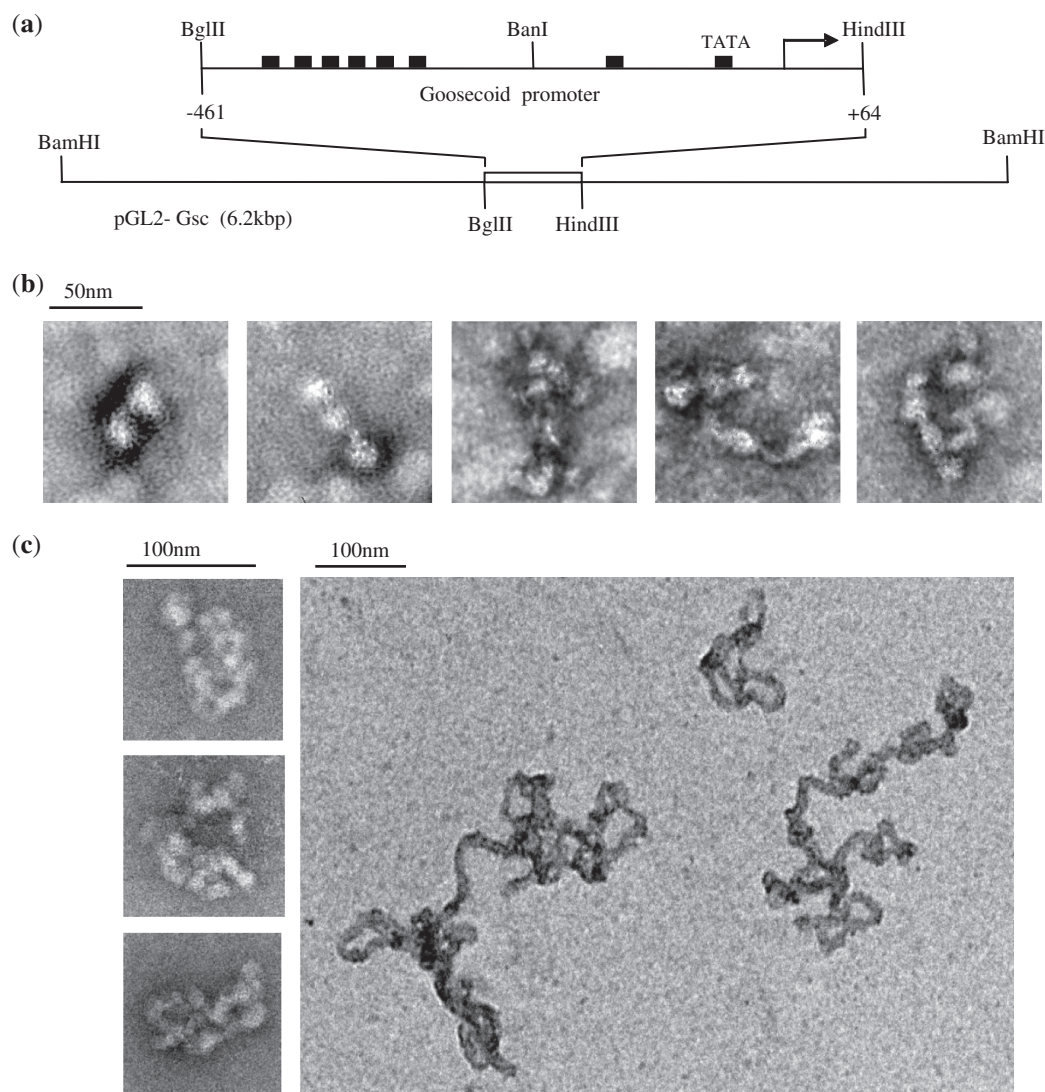 (a)
BglII BanI HindIII
TATA
Goosecoid promoter
-461 +64
BamHI BamHI
pGL2- Gsc (6.2kbp) BglII HindIII
(b)
50nm
(c)
100nm 100nm